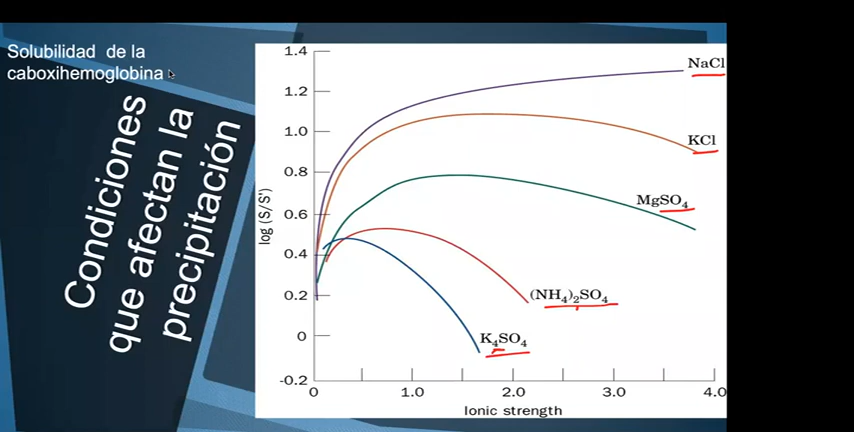 Solubilidad de la
caboxihemoglobina
Condiciones
que afectan la
precipitación
log (S/S')
1.4
1.2
1.0
0.8
0.6
0.4
0.2
0
-0.2
NaCl
KCl
MgSO₄
(NH₄)₂SO₄
K₄SO₄
0 1.0 2.0 3.0 4.0
Ionic strength